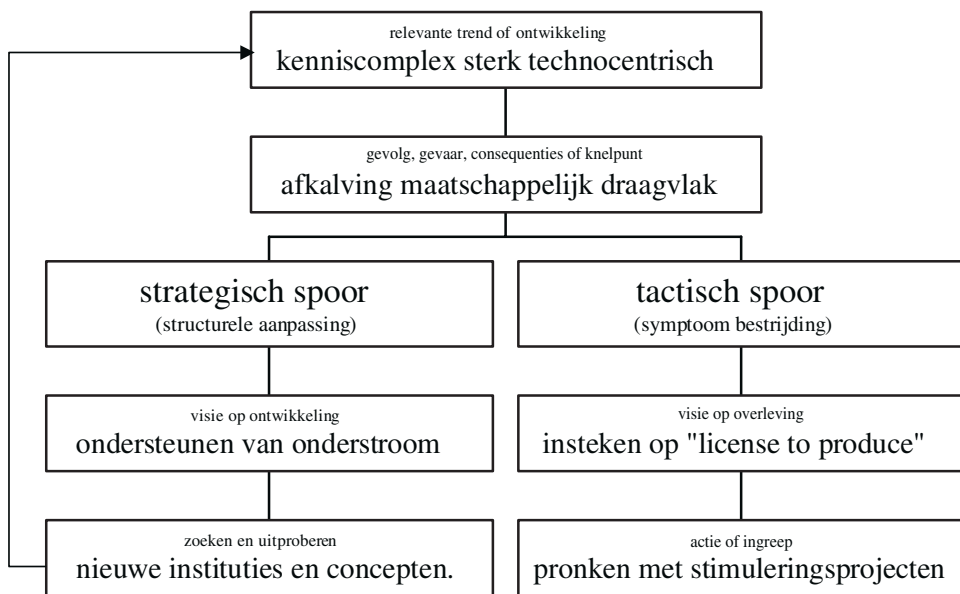 relevante trend of ontwikkeling
kenniscomplex sterk technocentrisch
gevolg, gevaar, consequenties of knelpunt
afkalving maatschappelijk draagvlak
strategisch spoor
(structurele aanpassing)
tactisch spoor
(symptoom bestrijding)
visie op ontwikkeling
ondersteunen van onderstroom
visie op overleving
insteken op "license to produce"
zoeken en uitproberen
nieuwe instituties en concepten.
actie of ingreep
pronken met stimuleringsprojecten